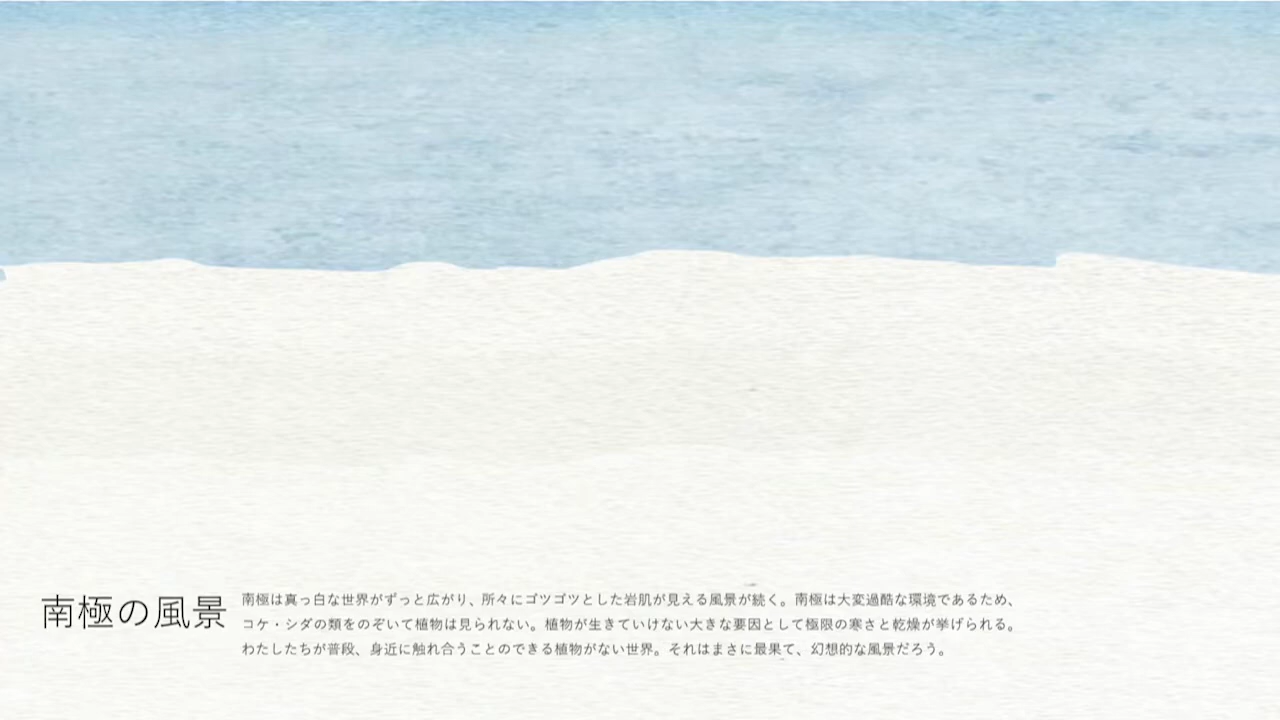 南極の風景
南極は真っ白な世界がずっと広がり、所々にゴツゴツとした岩肌が見える風景が続く。南極は大変過酷な環境であるため、
コケ・シダの類をのぞいて植物は見られない。植物が生きていけない大きな要因として極限の寒さと乾燥が挙げられる。
わたしたちが普段、身近に触れ合うことのできる植物がない世界。それはまさに最果て、幻想的な風景だろう。